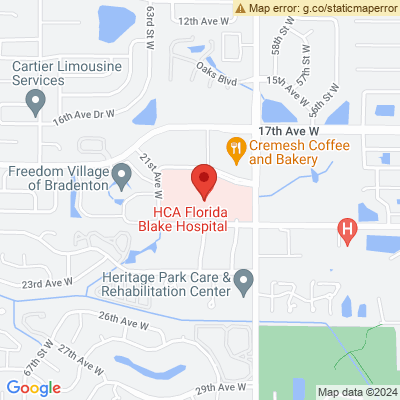 Map error: g.co/staticmaperror
12th Ave W
63rd St W
58th St W
57th St W
56th St W
Oaks Blvd
15th Ave W
Cartier Limousine
Services
16th Ave Dr W
17th Ave W
Cremesh Coffee
and Bakery
21st Ave W
Freedom Village
of Bradenton
HCA Florida
Blake Hospital
H
23rd Ave W
Heritage Park Care &
Rehabilitation Center
26th Ave W
67th St W
27th Ave W
29th Ave W
Google
Map data ©2024